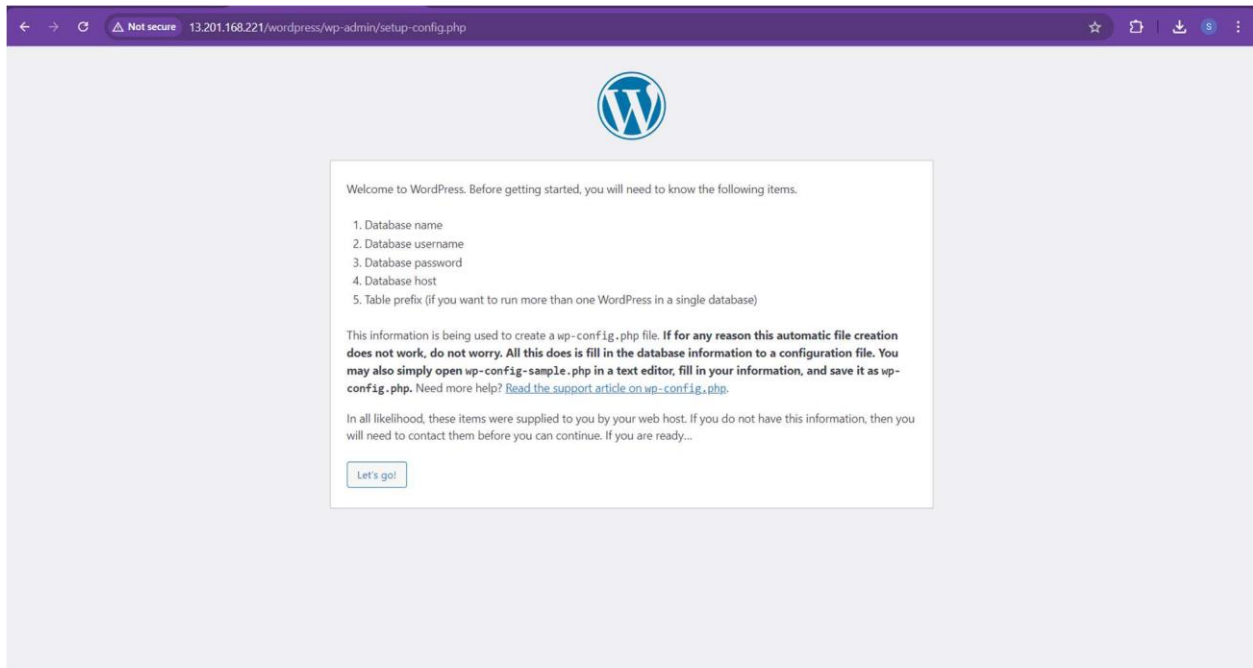 Not secure 13.201.168.221/wordpress/wp-admin/setup-config.php
S
W
Welcome to WordPress. Before getting started, you will need to know the following items.
1. Database name
2. Database username
3. Database password
4. Database host
5. Table prefix (if you want to run more than one WordPress in a single database)
This information is being used to create a wp-config.php file. If for any reason this automatic file creation
does not work, do not worry. All this does is fill in the database information to a configuration file. You
may also simply open wp-config-sample.php in a text editor, fill in your information, and save it as wp-
config.php. Need more help? Read the support article on wp-config.php.
In all likelihood, these items were supplied to you by your web host. If you do not have this information, then you
will need to contact them before you can continue. If you are ready...
Let's go!